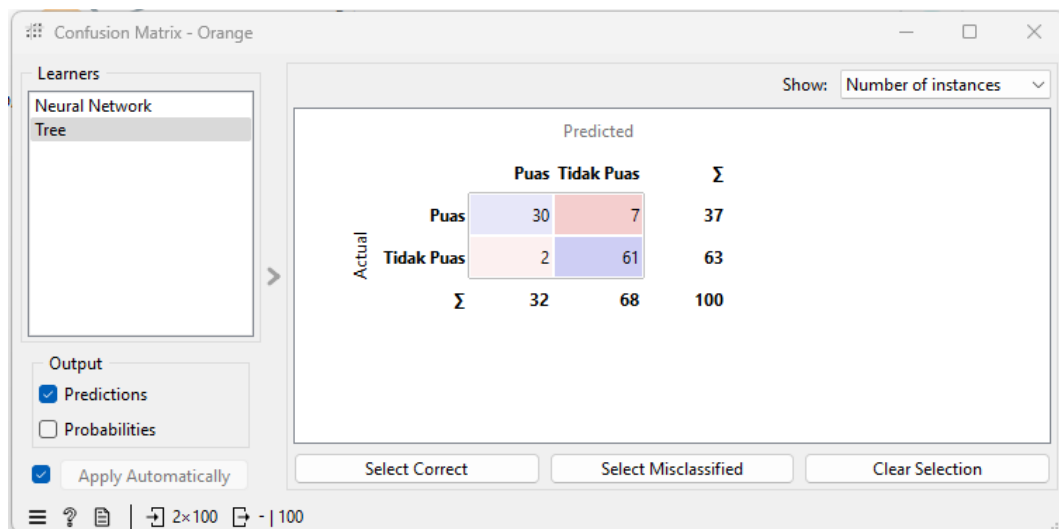 Confusion Matrix - Orange
Learners
Neural Network
Tree
Show: Number of instances
Predicted
Puas Tidak Puas Σ
Actual
Puas 30 7 37
Tidak Puas 2 61 63
Σ 32 68 100
Output
Predictions
Probabilities
Apply Automatically
Select Correct Select Misclassified Clear Selection
2×100 - | 100